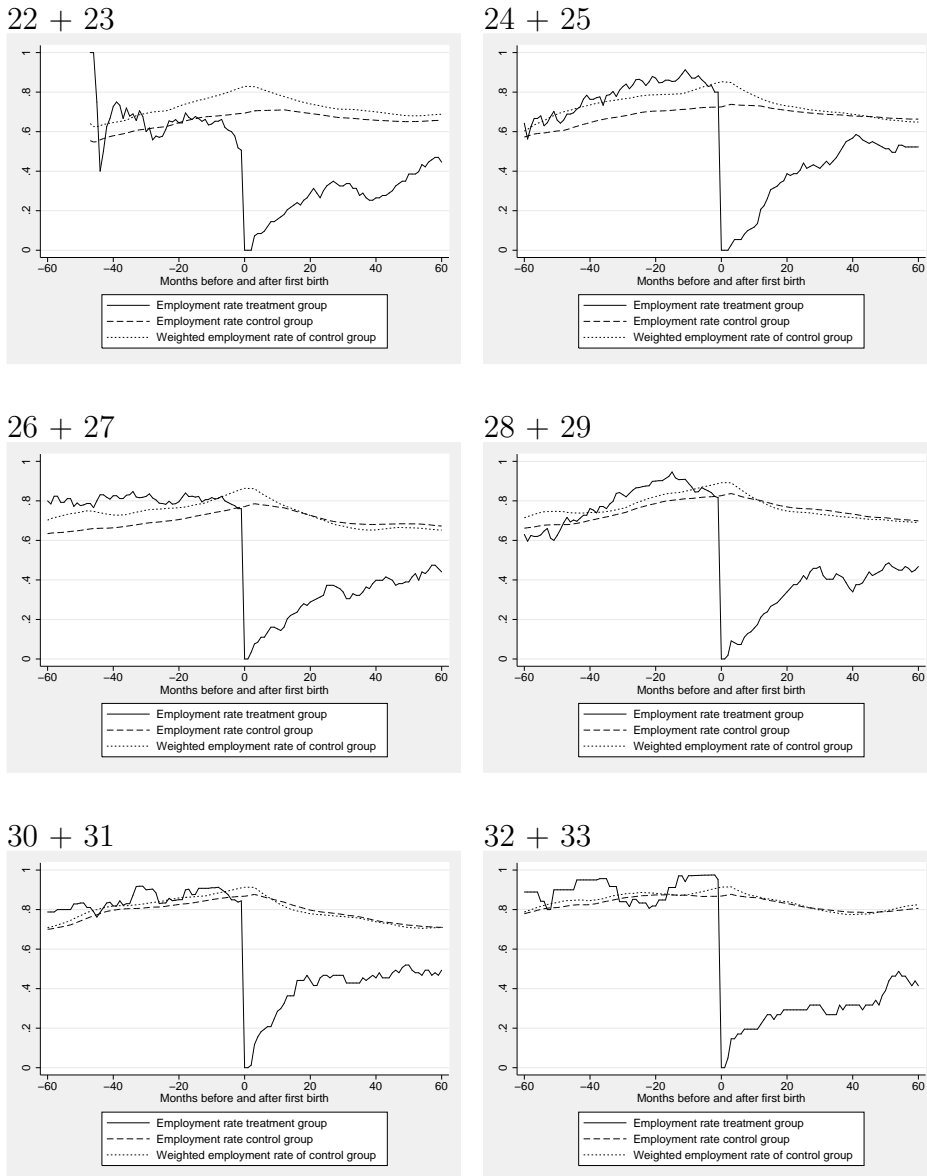 22 + 23
1
.8
.6
.4
.2
0
−60 −40 −20 0 20 40 60
Months before and after first birth
Employment rate treatment group
Employment rate control group
Weighted employment rate of control group
24 + 25
1
.8
.6
.4
.2
0
−60 −40 −20 0 20 40 60
Months before and after first birth
Employment rate treatment group
Employment rate control group
Weighted employment rate of control group
26 + 27
1
.8
.6
.4
.2
0
−60 −40 −20 0 20 40 60
Months before and after first birth
Employment rate treatment group
Employment rate control group
Weighted employment rate of control group
28 + 29
1
.8
.6
.4
.2
0
−60 −40 −20 0 20 40 60
Months before and after first birth
Employment rate treatment group
Employment rate control group
Weighted employment rate of control group
30 + 31
1
.8
.6
.4
.2
0
−60 −40 −20 0 20 40 60
Months before and after first birth
Employment rate treatment group
Employment rate control group
Weighted employment rate of control group
32 + 33
1
.8
.6
.4
.2
0
−60 −40 −20 0 20 40 60
Months before and after first birth
Employment rate treatment group
Employment rate control group
Weighted employment rate of control group